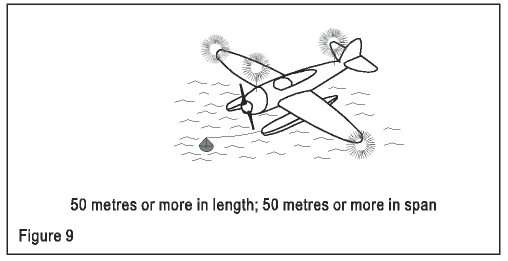 50 metres or more in length; 50 metres or more in span
Figure 9